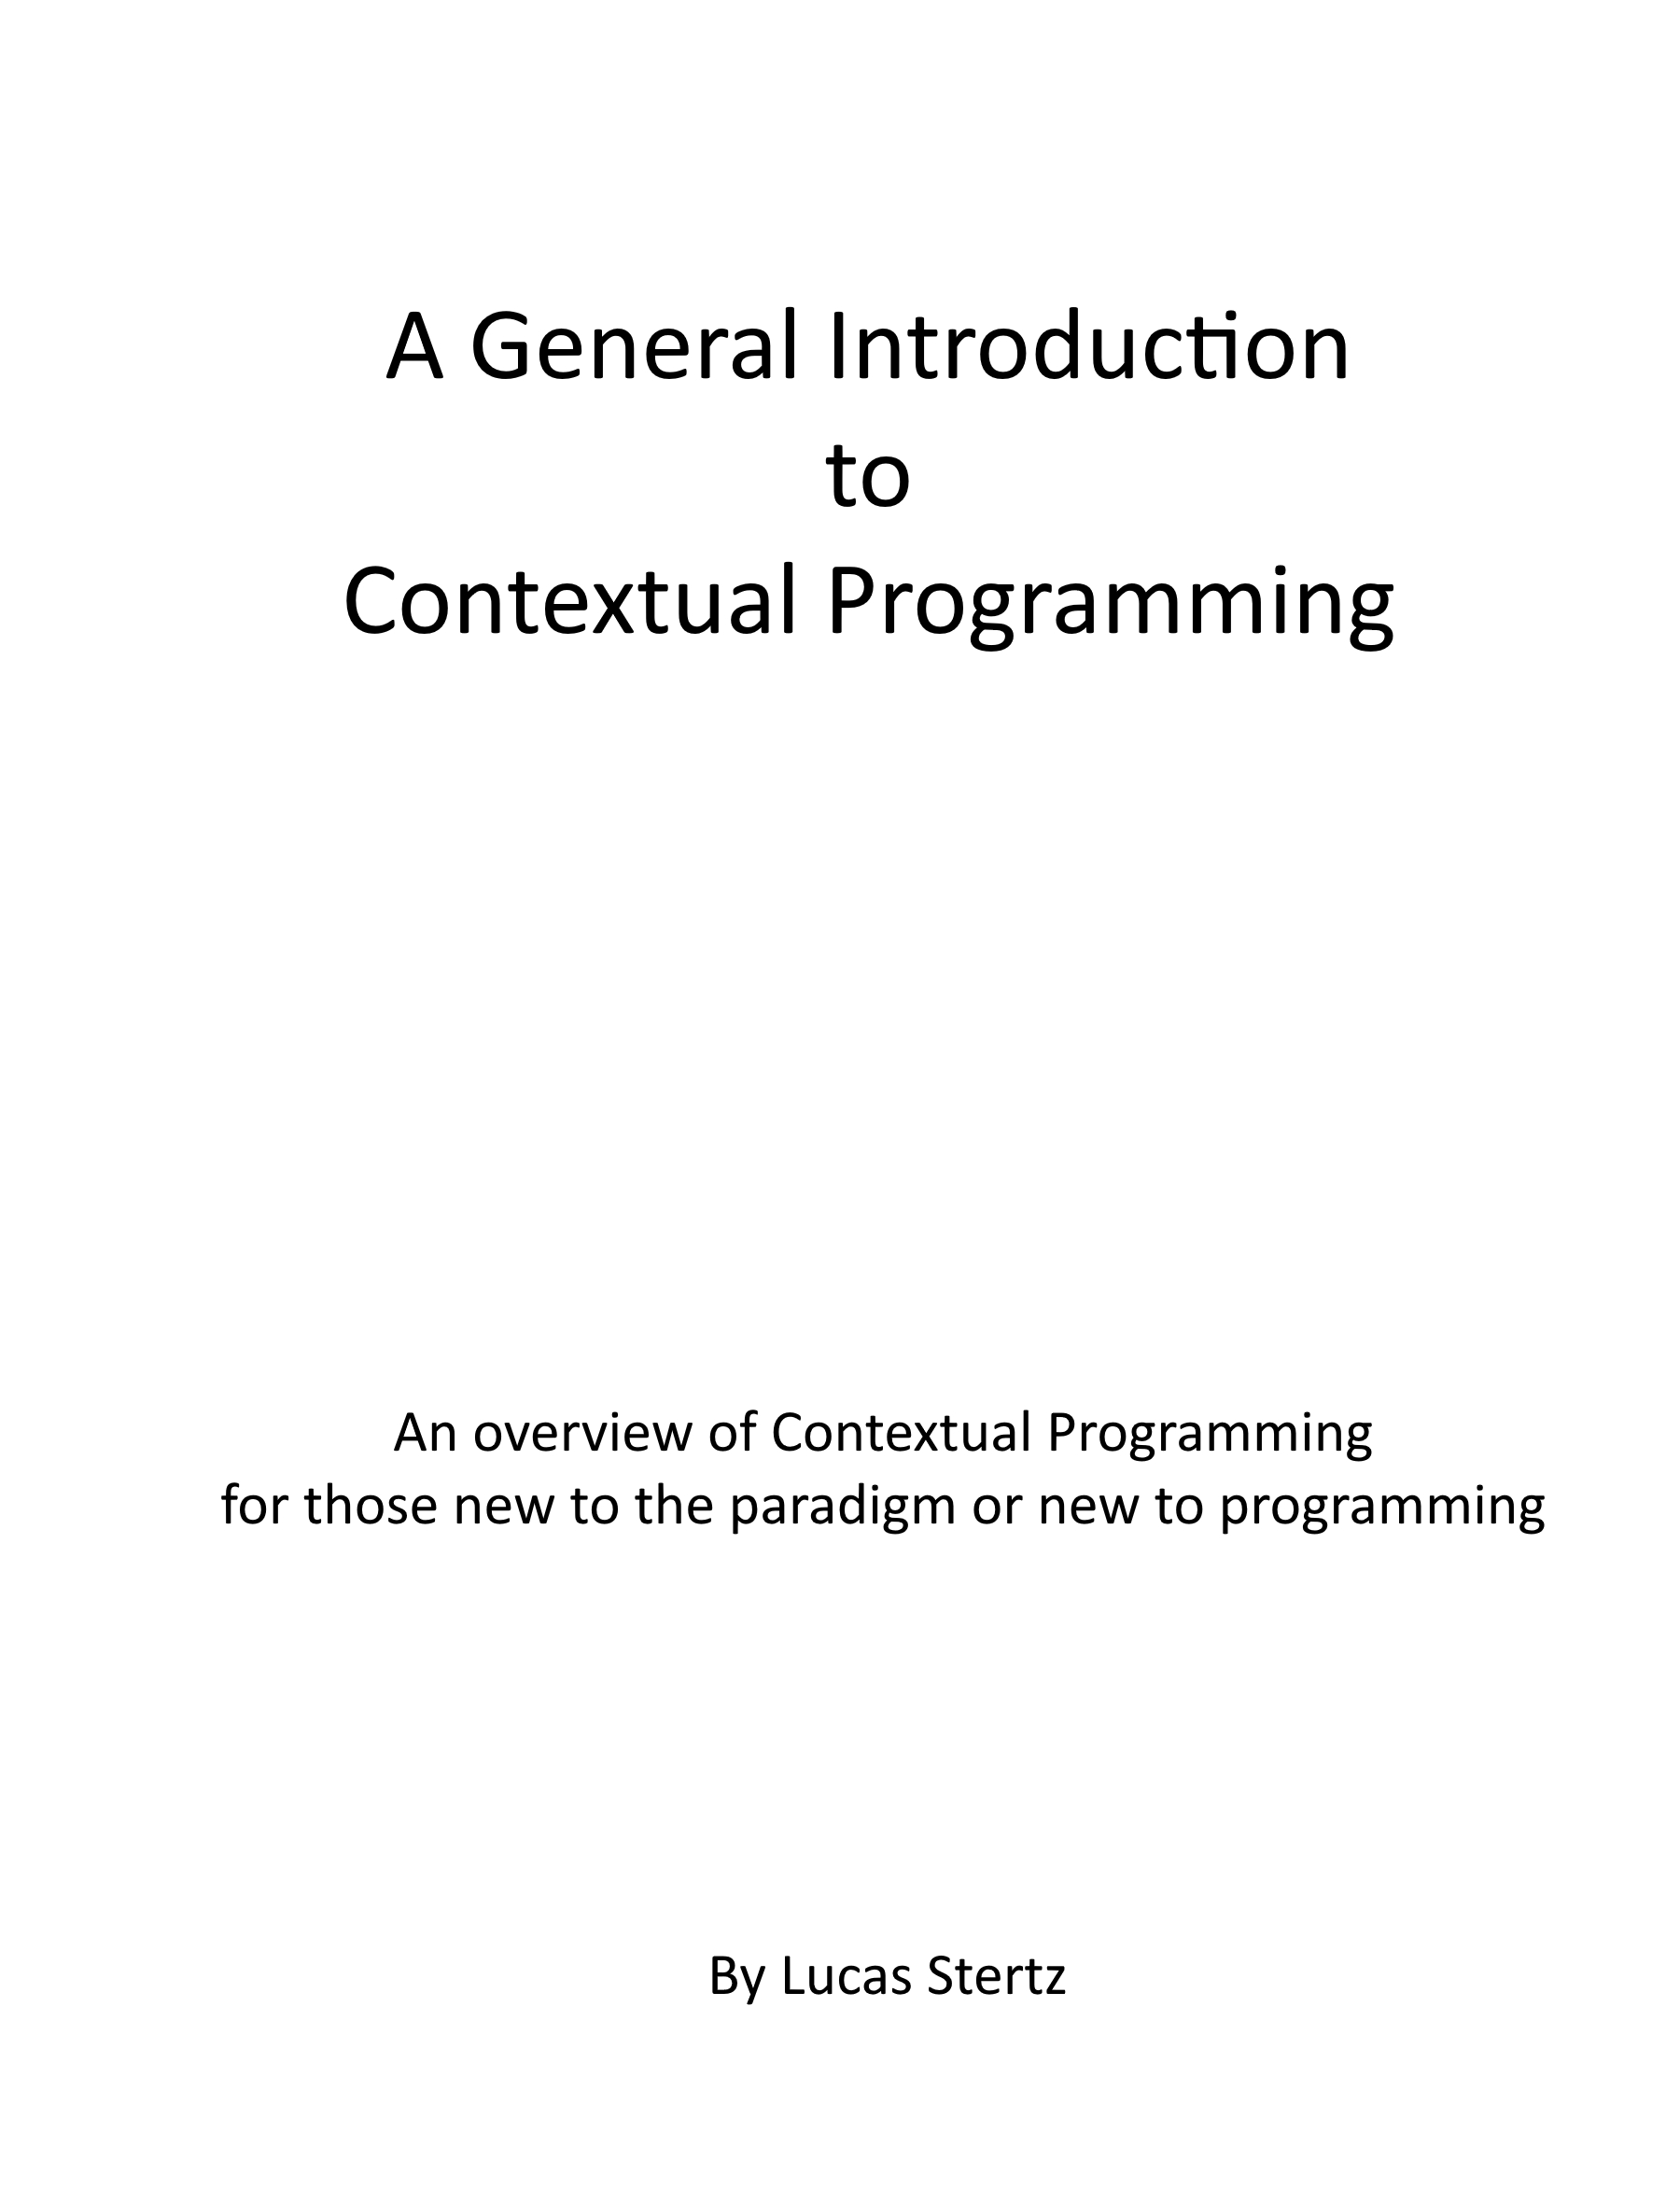 A General Introduction
to
Contextual Programming
An overview of Contextual Programming
for those new to the paradigm or new to programming
By Lucas Stertz